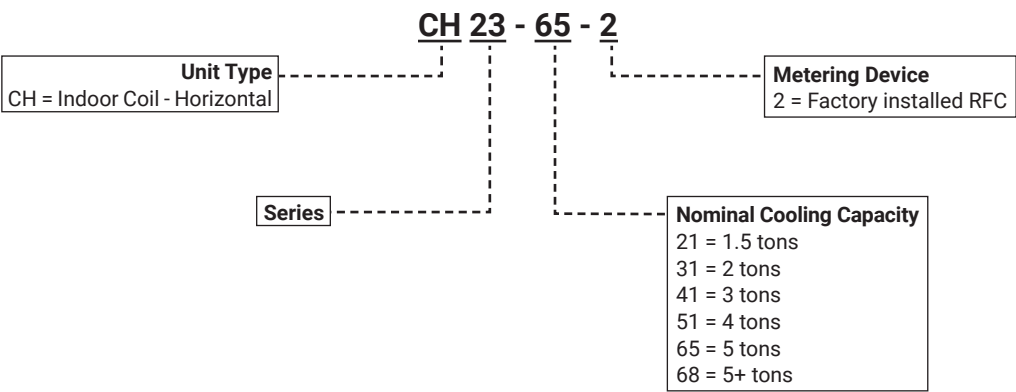 CH 23 - 65 - 2
Unit Type
CH = Indoor Coil - Horizontal
Metering Device
2 = Factory installed RFC
Series
Nominal Cooling Capacity
21 = 1.5 tons
31 = 2 tons
41 = 3 tons
51 = 4 tons
65 = 5 tons
68 = 5+ tons